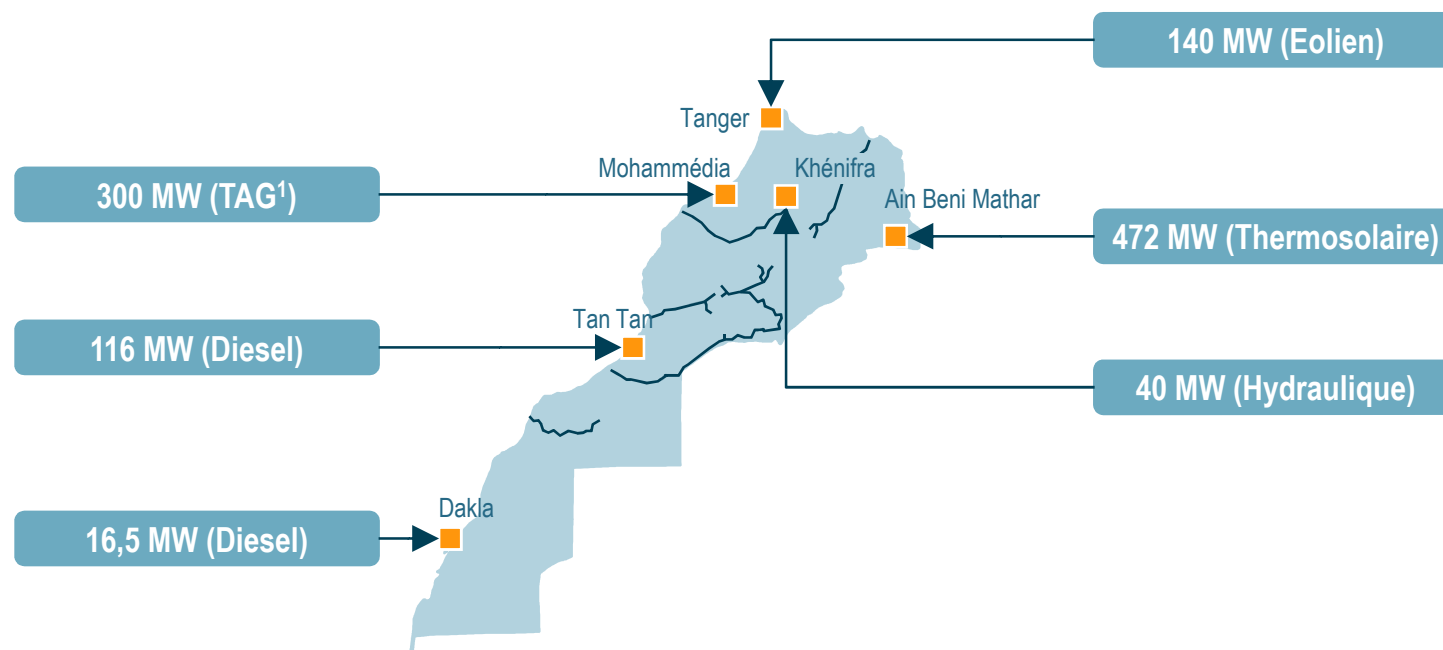 140 MW (Eolien)
Tanger
Mohammédia
Khénifra
300 MW (TAG¹)
Ain Beni Mathar
472 MW (Thermosolaire)
Tan Tan
116 MW (Diesel)
40 MW (Hydraulique)
Dakla
16,5 MW (Diesel)